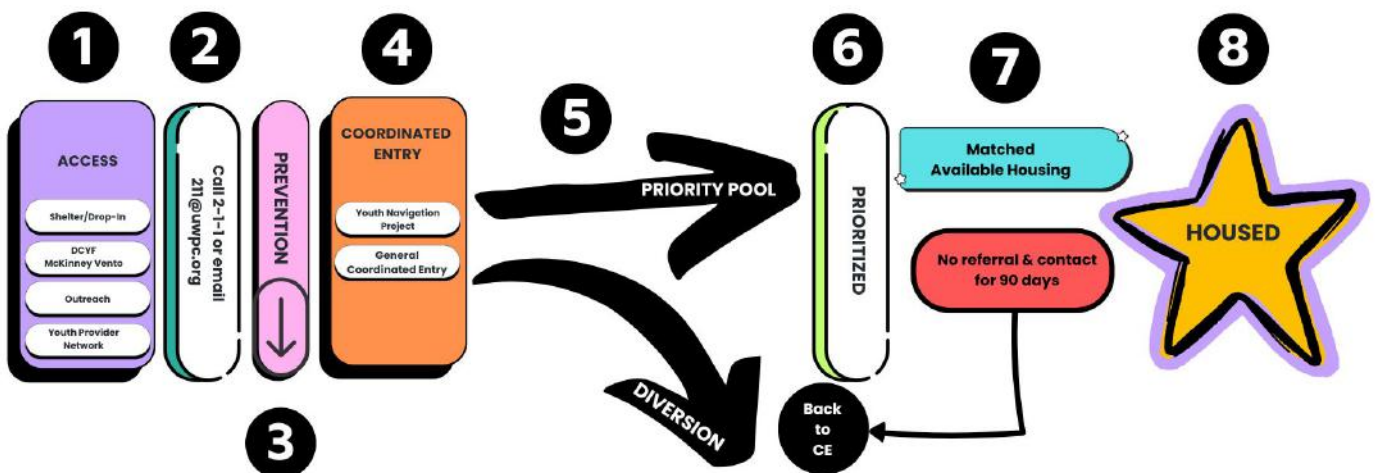 1
ACCESS
Shelter/Drop-In
DCYF
McKinney Vento
Outreach
Youth Provider
Network
2
Call 2-1-1 or email
211@uwpc.org
PREVENTION
3
4
COORDINATED
ENTRY
Youth Navigation
Project
General
Coordinated Entry
5
PRIORITY POOL
DIVERSION
6
PRIORITIZED
7
Matched
Available Housing
No referral & contact
for 90 days
Back
to
CE
8
HOUSED